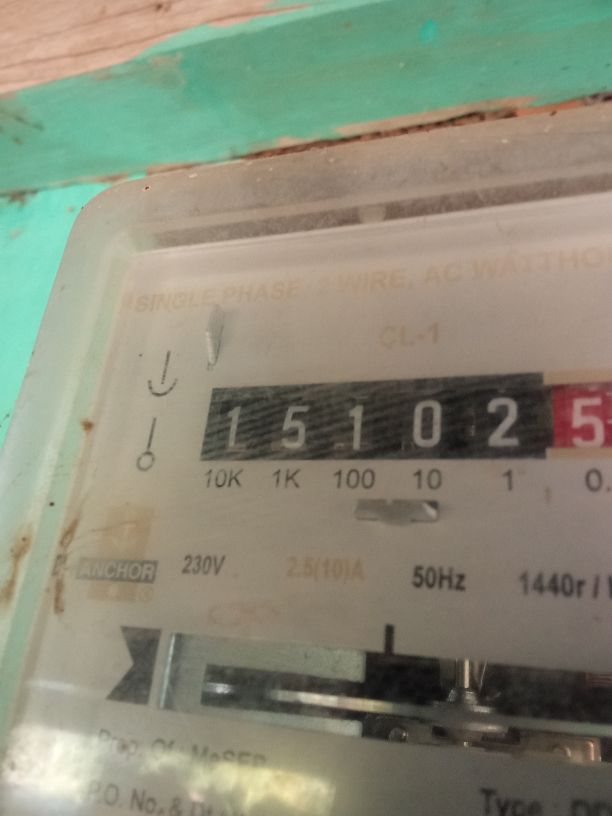 SINGLE PHASE 2 WIRE, AC WATTHO
CL-1
1 5 1 0 2 5
10K 1K 100 10 1 0.
ANCHOR 230V 2.5(10)A 50Hz 1440r/
Prop. Of : MeSEB
P.O. No. & Dt
Type :